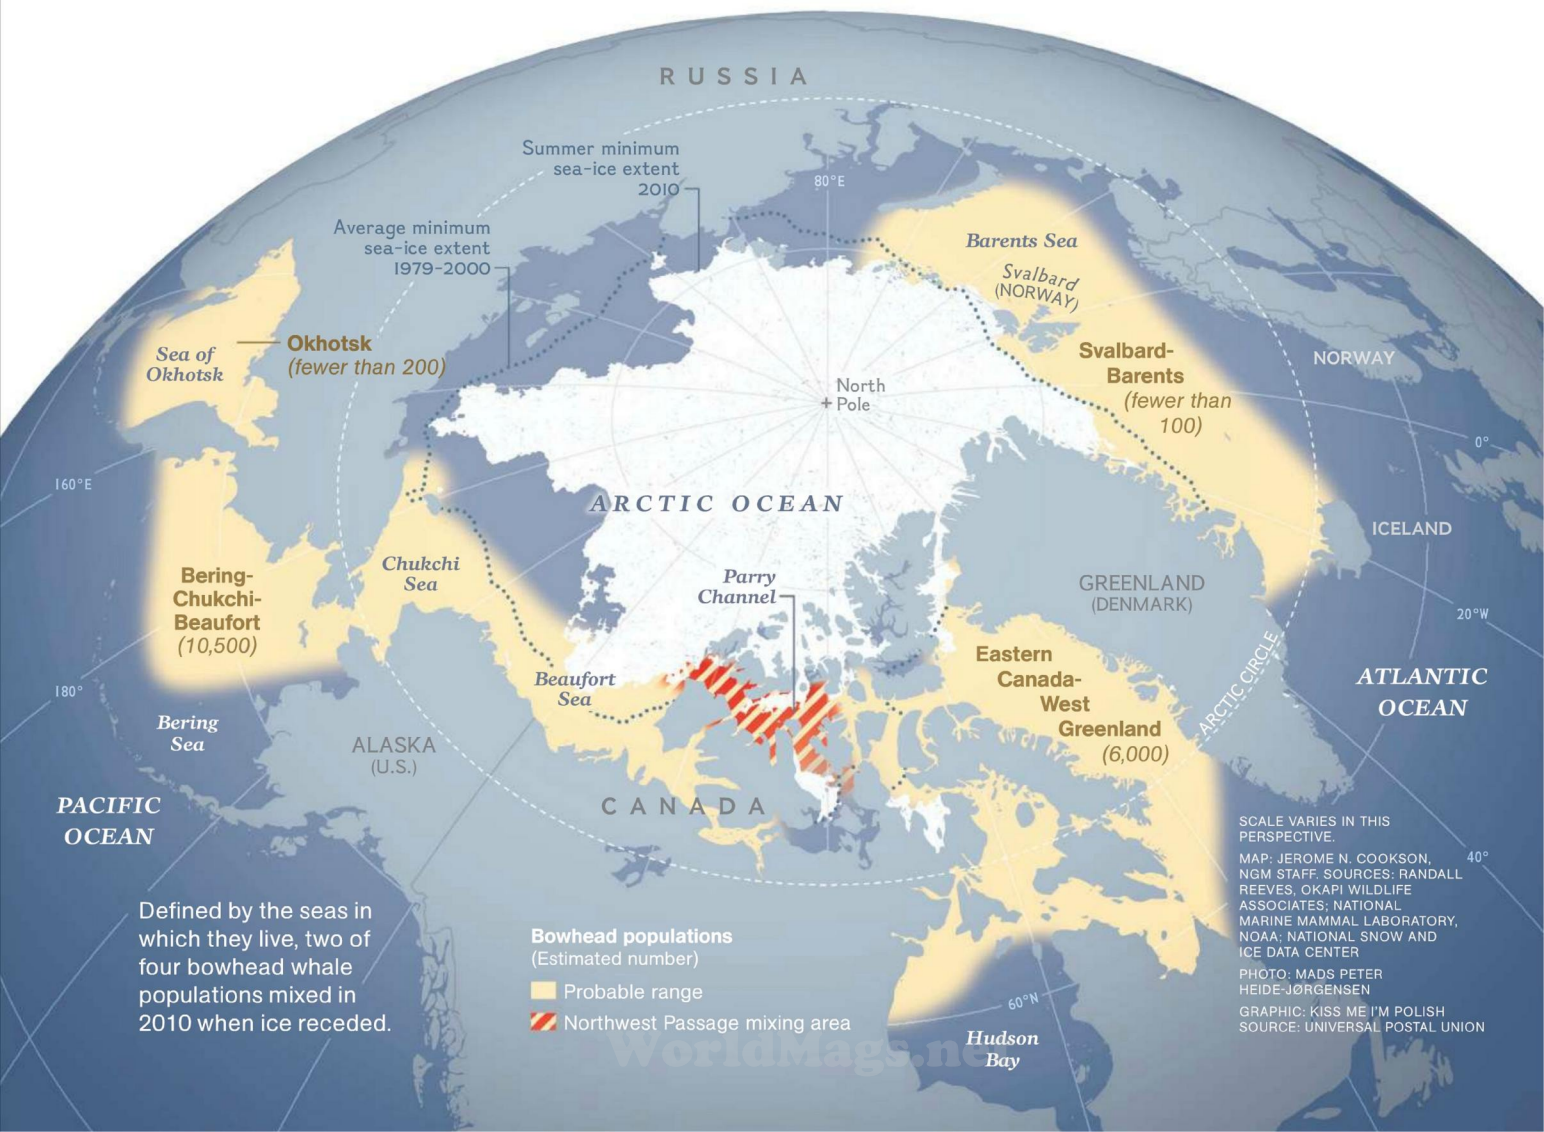 RUSSIA
Summer minimum
sea-ice extent
2010
80°E
Average minimum
sea-ice extent
1979-2000
Barents Sea
Svalbard
(NORWAY)
Sea of
Okhotsk
Okhotsk
(fewer than 200)
Svalbard-
Barents
(fewer than
100)
NORWAY
North
Pole
0°
160°E
ARCTIC OCEAN
ICELAND
Chukchi
Sea
Bering-
Chukchi-
Beaufort
(10,500)
Parry
Channel
GREENLAND
(DENMARK)
20°W
Eastern
Canada-
West
Greenland
(6,000)
ARCTIC CIRCLE
ATLANTIC
OCEAN
180°
Beaufort
Sea
Bering
Sea
ALASKA
(U.S.)
PACIFIC
OCEAN
CANADA
40°
SCALE VARIES IN THIS
PERSPECTIVE.
MAP: JEROME N. COOKSON,
NGM STAFF. SOURCES: RANDALL
REEVES, OKAPI WILDLIFE
ASSOCIATES; NATIONAL
MARINE MAMMAL LABORATORY,
NOAA; NATIONAL SNOW AND
ICE DATA CENTER
PHOTO: MADS PETER
HEIDE-JØRGENSEN
GRAPHIC: KISS ME I'M POLISH
SOURCE: UNIVERSAL POSTAL UNION
Defined by the seas in
which they live, two of
four bowhead whale
populations mixed in
2010 when ice receded.
Bowhead populations
(Estimated number)
Probable range
Northwest Passage mixing area
60°N
Hudson
Bay
WorldMags.ne